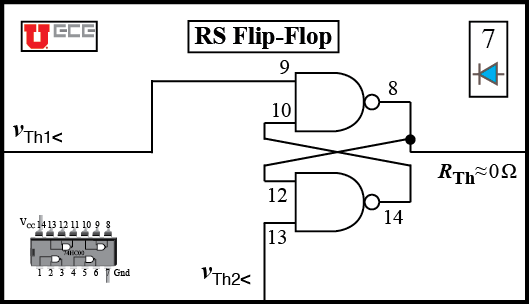 U ECE
RS Flip-Flop
7
9
8
10
vTh1<
RTh≈0Ω
12
14
13
Vcc 14 13 12 11 10 9 8
74HC00
1 2 3 4 5 6 7 Gnd
vTh2<